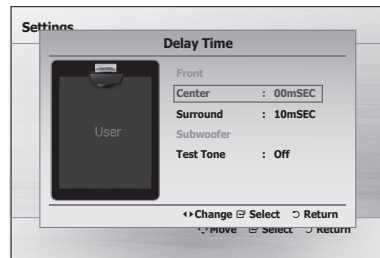 Settings
Delay Time
User
Front
Center : 00mSEC
Surround : 10mSEC
Subwoofer
Test Tone : Off
Change Select Return
Move Select Return